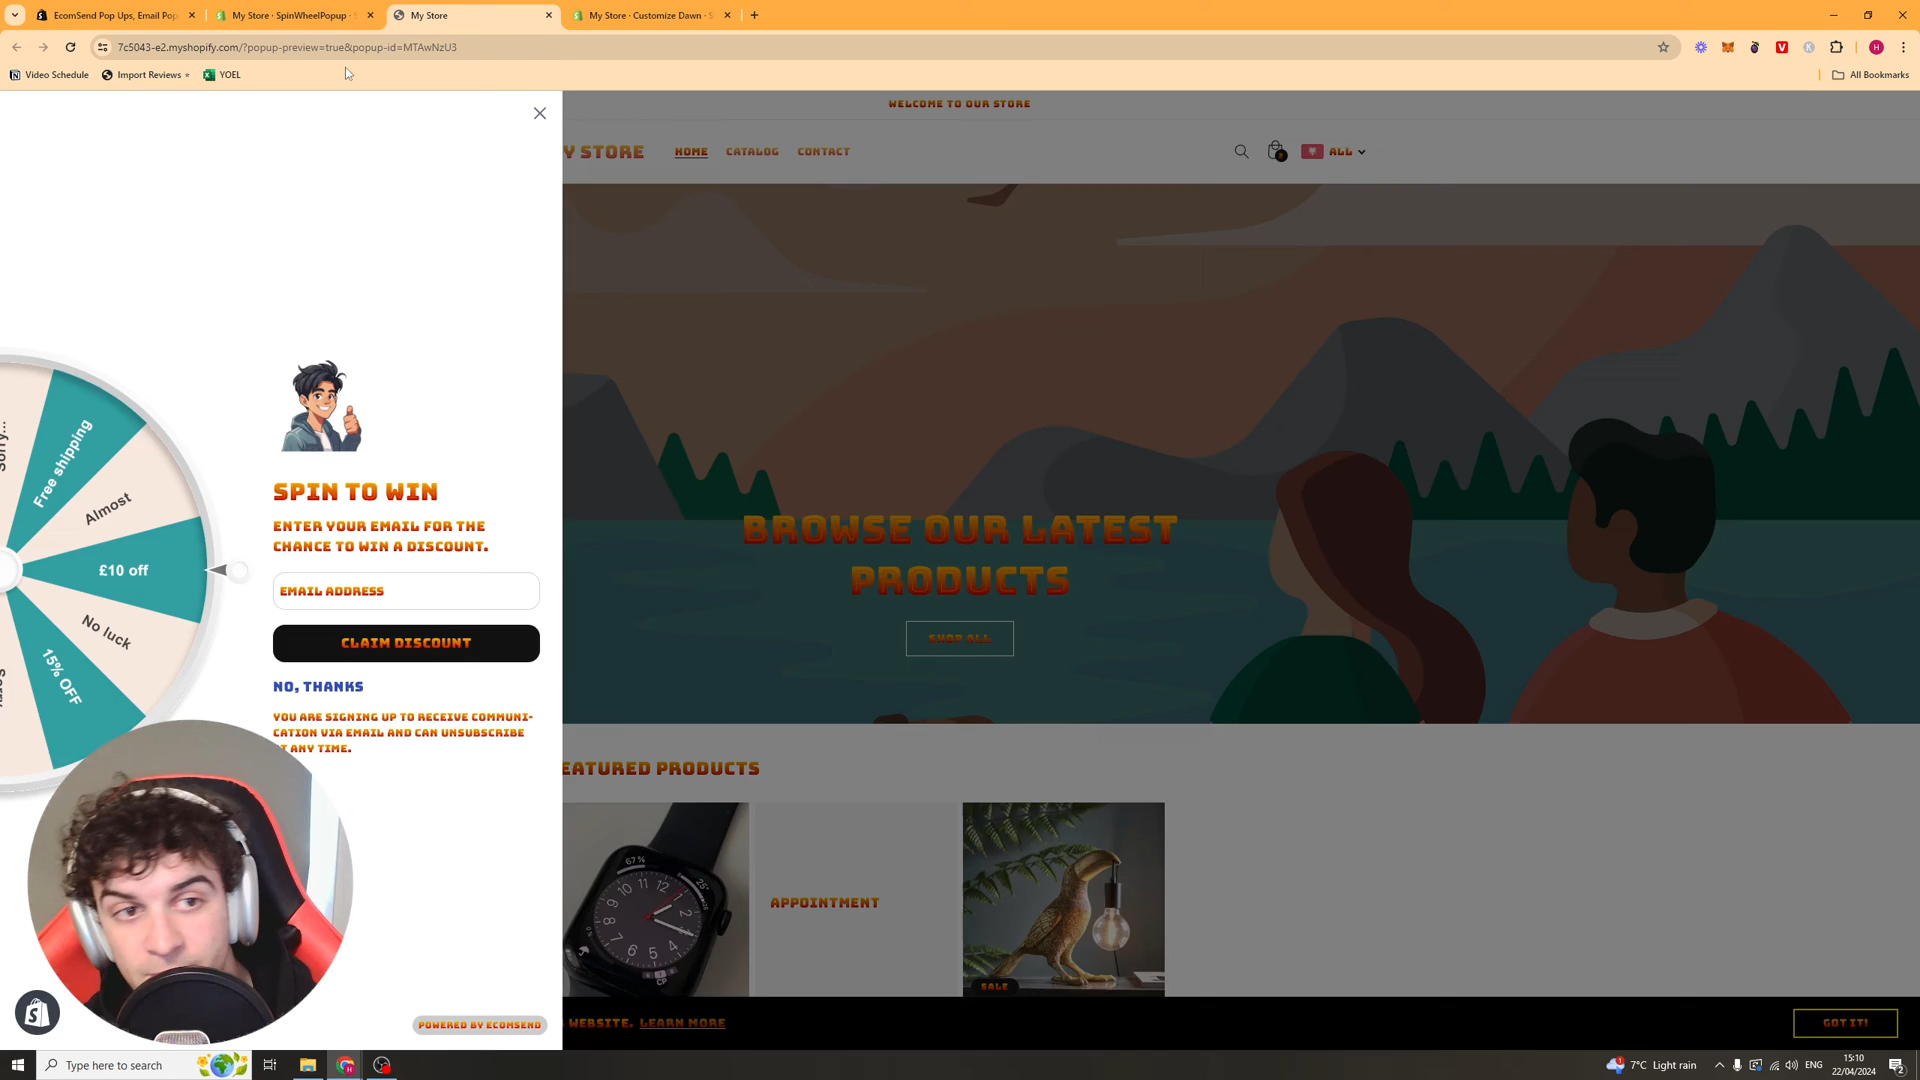 EcomSend Pop Ups, Email Pop
My Store · SpinWheelPopup ·
My Store
My Store · Customize Dawn ·
7c5043-e2.myshopify.com/?popup-preview=true&popup-id=MTAwNzU3
Video Schedule
Import Reviews
YOEL
All Bookmarks
WELCOME TO OUR STORE
Y STORE
HOME
CATALOG
CONTACT
ALL
Sorry...
Free shipping
Almost
£10 off
No luck
15% OFF
SPIN TO WIN
ENTER YOUR EMAIL FOR THE
CHANCE TO WIN A DISCOUNT.
EMAIL ADDRESS
CLAIM DISCOUNT
NO, THANKS
YOU ARE SIGNING UP TO RECEIVE COMMUNI-
CATION VIA EMAIL AND CAN UNSUBSCRIBE
T ANY TIME.
POWERED BY ECOMSEND
BROWSE OUR LATEST
PRODUCTS
SHOP ALL
EATURED PRODUCTS
67%
25°
APPOINTMENT
SALE
WEBSITE. LEARN MORE
GOT IT!
Type here to search
7°C Light rain
ENG
15:10
22/04/2024